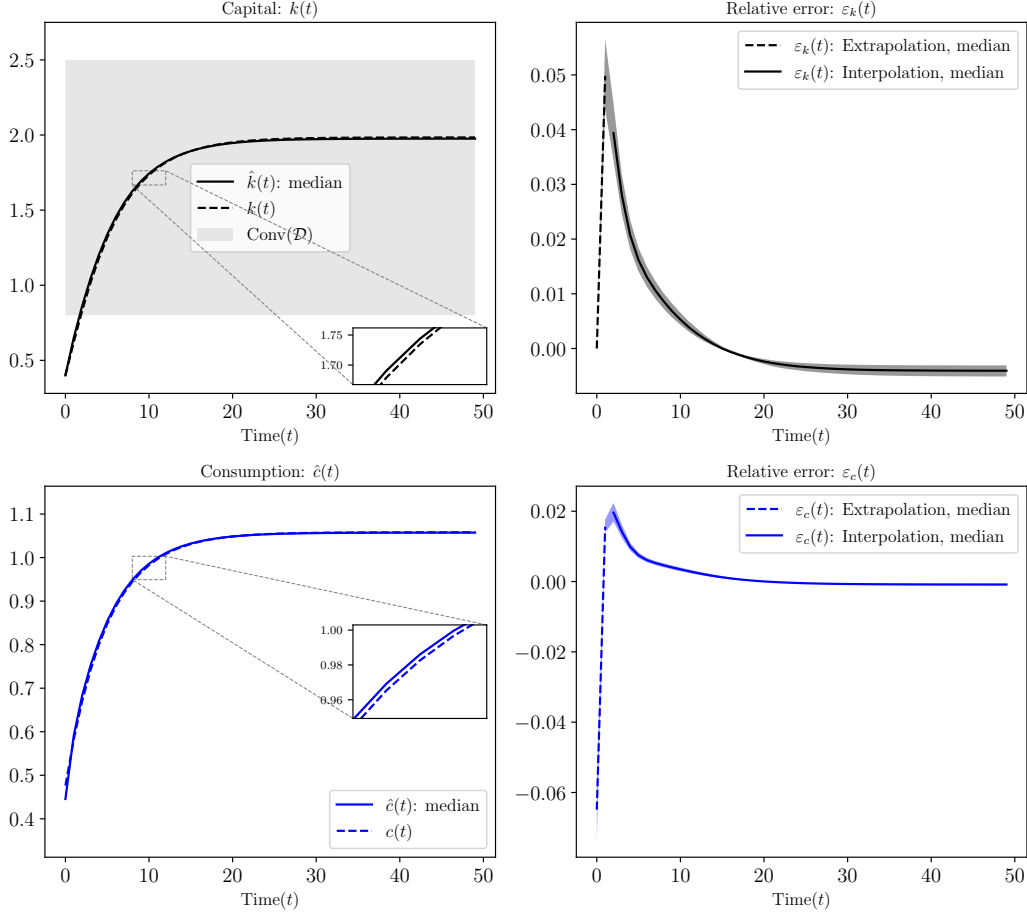 Capital: k(t)
2.5
2.0
1.5
1.0
0.5
k̂(t): median
k(t)
Conv(𝒟)
1.75
1.70
0 10 20 30 40 50
Time(t)
Relative error: ε_k(t)
ε_k(t): Extrapolation, median
ε_k(t): Interpolation, median
0.05
0.04
0.03
0.02
0.01
0.00
0 10 20 30 40 50
Time(t)
Consumption: ĉ(t)
1.1
1.0
0.9
0.8
0.7
0.6
0.5
0.4
1.00
0.98
0.96
ĉ(t): median
c(t)
0 10 20 30 40 50
Time(t)
Relative error: ε_c(t)
ε_c(t): Extrapolation, median
ε_c(t): Interpolation, median
0.02
0.00
−0.02
−0.04
−0.06
0 10 20 30 40 50
Time(t)